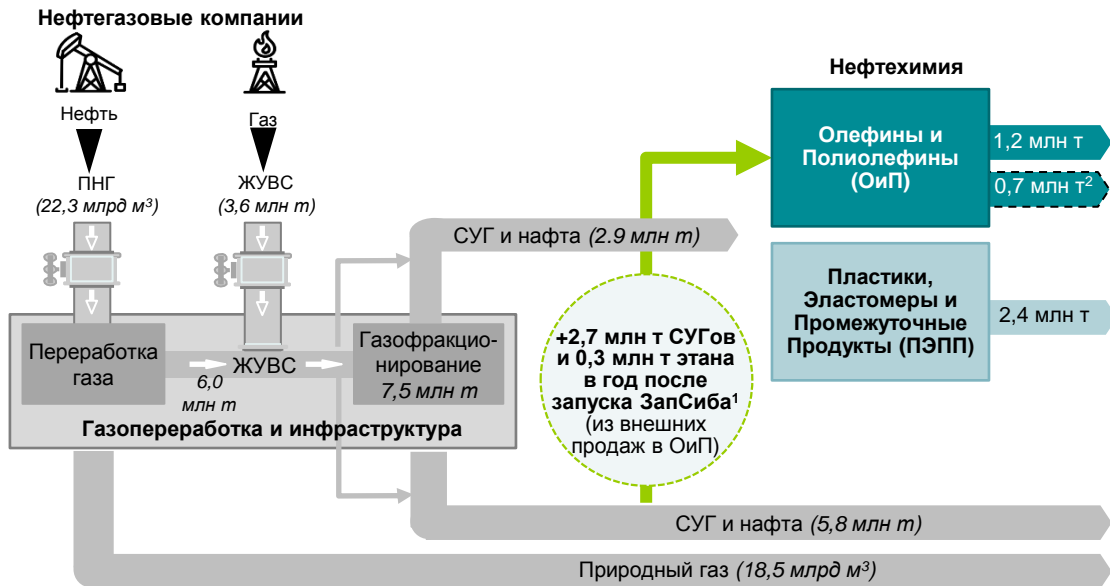 Нефтегазовые компании
Нефть
Газ
ПНГ
(22,3 млрд м³)
ЖУВС
(3,6 млн т)
Переработка
газа
6,0
млн т
ЖУВС
Газофракцио-
нирование
7,5 млн т
Газопереработка и инфраструктура
СУГ и нафта (2.9 млн т)
+2,7 млн т СУГов
и 0,3 млн т этана
в год после
запуска ЗапСиба¹
(из внешних
продаж в ОиП)
Нефтехимия
Олефины и
Полиолефины
(ОиП)
1,2 млн т
0,7 млн т²
Пластики,
Эластомеры и
Промежуточные
Продукты (ПЭПП)
2,4 млн т
СУГ и нафта (5,8 млн т)
Природный газ (18,5 млрд м³)